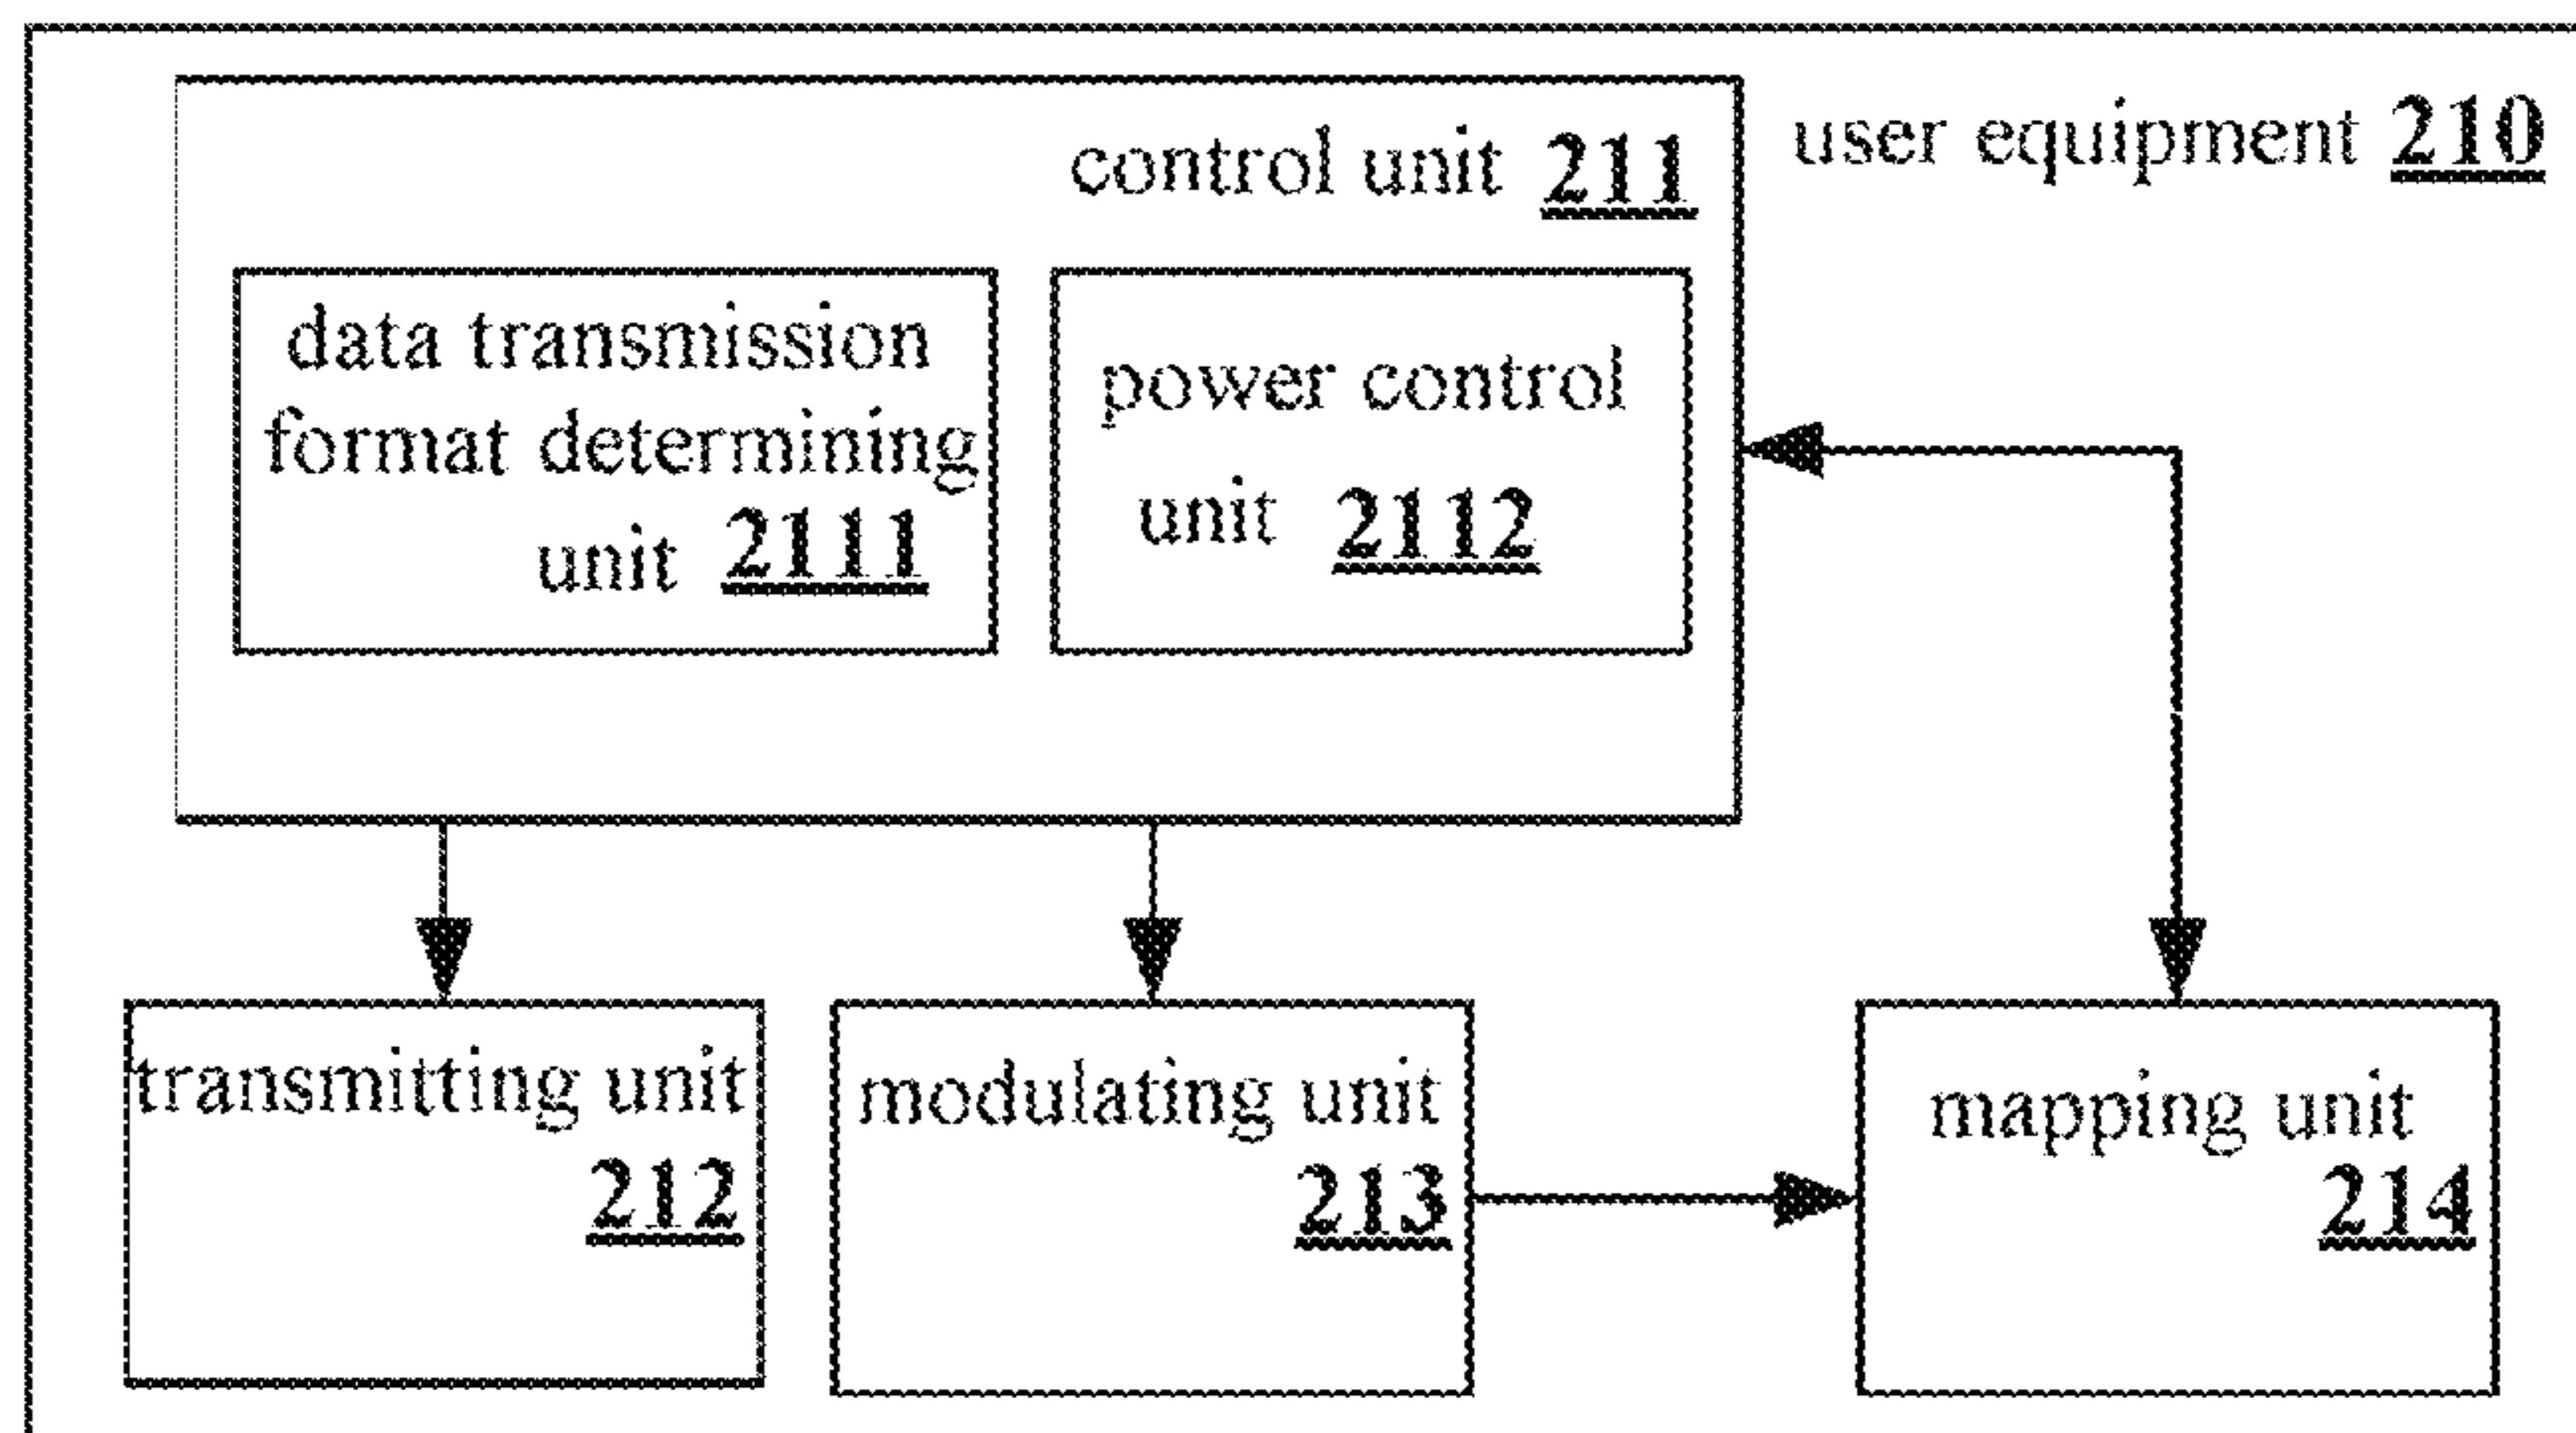 user equipment 210
control unit 211
data transmission
format determining
unit 2111
power control
unit 2112
transmitting unit
212
modulating unit
213
mapping unit
214